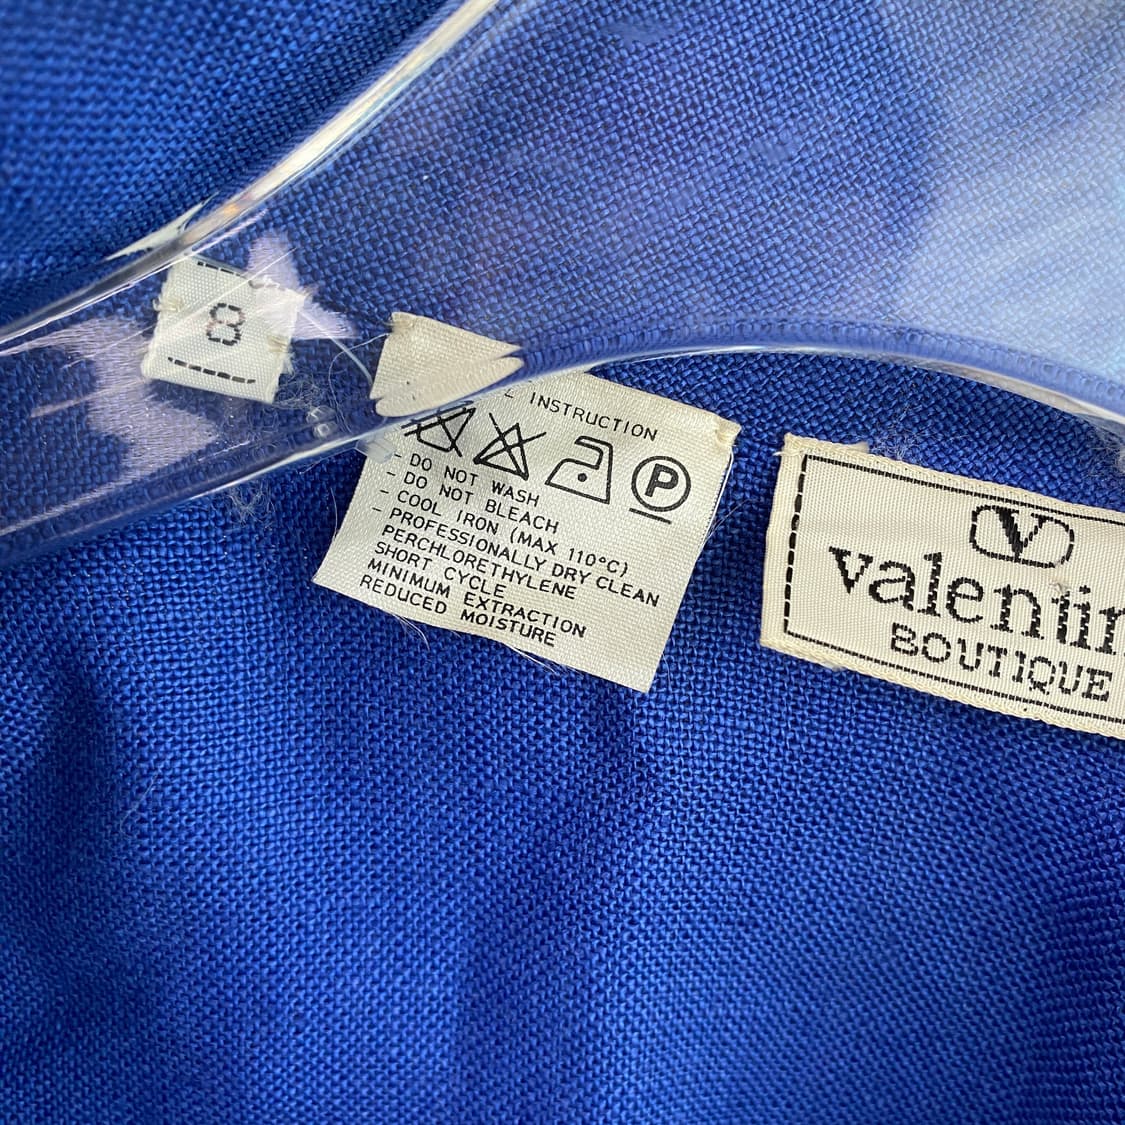 8
INSTRUCTION
P
- DO NOT WASH
- DO NOT BLEACH
- COOL IRON (MAX 110°C)
- PROFESSIONALLY DRY CLEAN
PERCHLORETHYLENE
SHORT CYCLE
MINIMUM EXTRACTION
REDUCED MOISTURE
V
valentin
BOUTIQUE